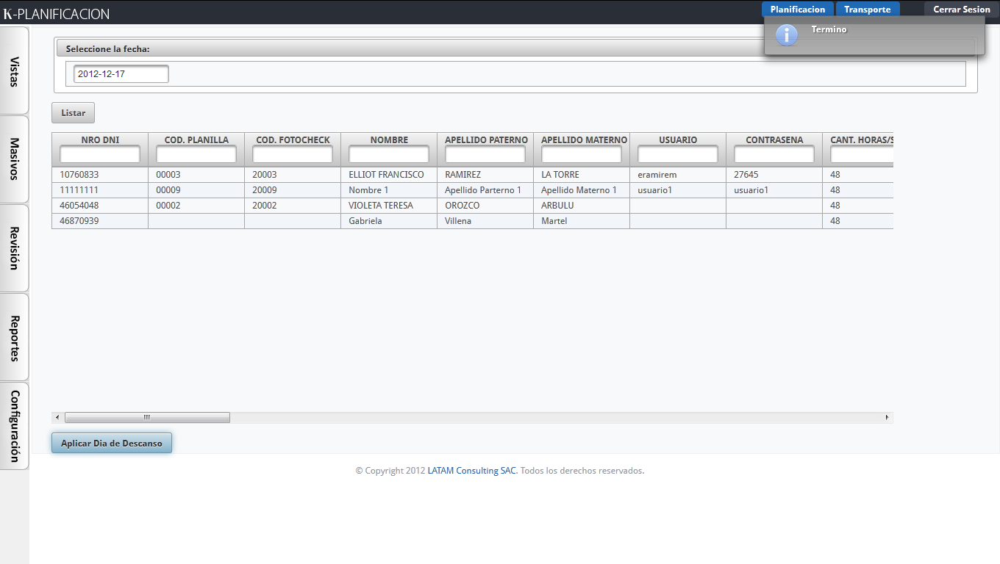 K-PLANIFICACION
Planificacion Transporte Cerrar Sesion
Termino
Vistas
Masivos
Revisión
Reportes
Configuración
Seleccione la fecha:
2012-12-17
Listar
NRO DNI COD. PLANILLA COD. FOTOCHECK NOMBRE APELLIDO PATERNO APELLIDO MATERNO USUARIO CONTRASENA CANT. HORAS/S
10760833 00003 20003 ELLIOT FRANCISCO RAMIREZ LA TORRE eramirem 27645 48
11111111 00009 20009 Nombre 1 Apellido Parterno 1 Apellido Materno 1 usuario1 usuario1 48
46054048 00002 20002 VIOLETA TERESA OROZCO ARBULU 48
46870939 Gabriela Villena Martel 48
Aplicar Dia de Descanso
© Copyright 2012 LATAM Consulting SAC. Todos los derechos reservados.